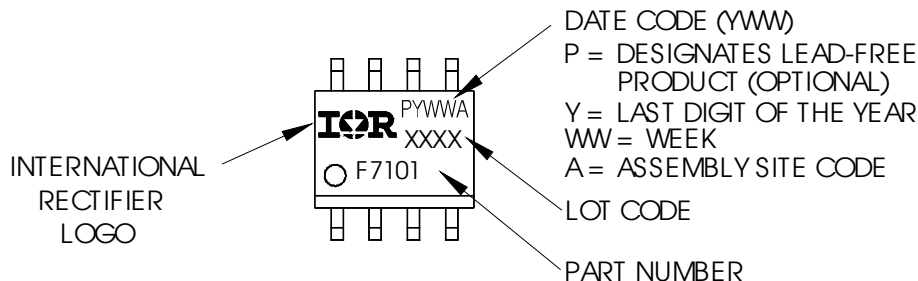 DATE CODE (YWW)
P = DESIGNATES LEAD-FREE
PRODUCT (OPTIONAL)
Y = LAST DIGIT OF THE YEAR
WW = WEEK
A = ASSEMBLY SITE CODE
LOT CODE
PART NUMBER
INTERNATIONAL
RECTIFIER
LOGO
IOR
PYWWA
XXXX
F7101